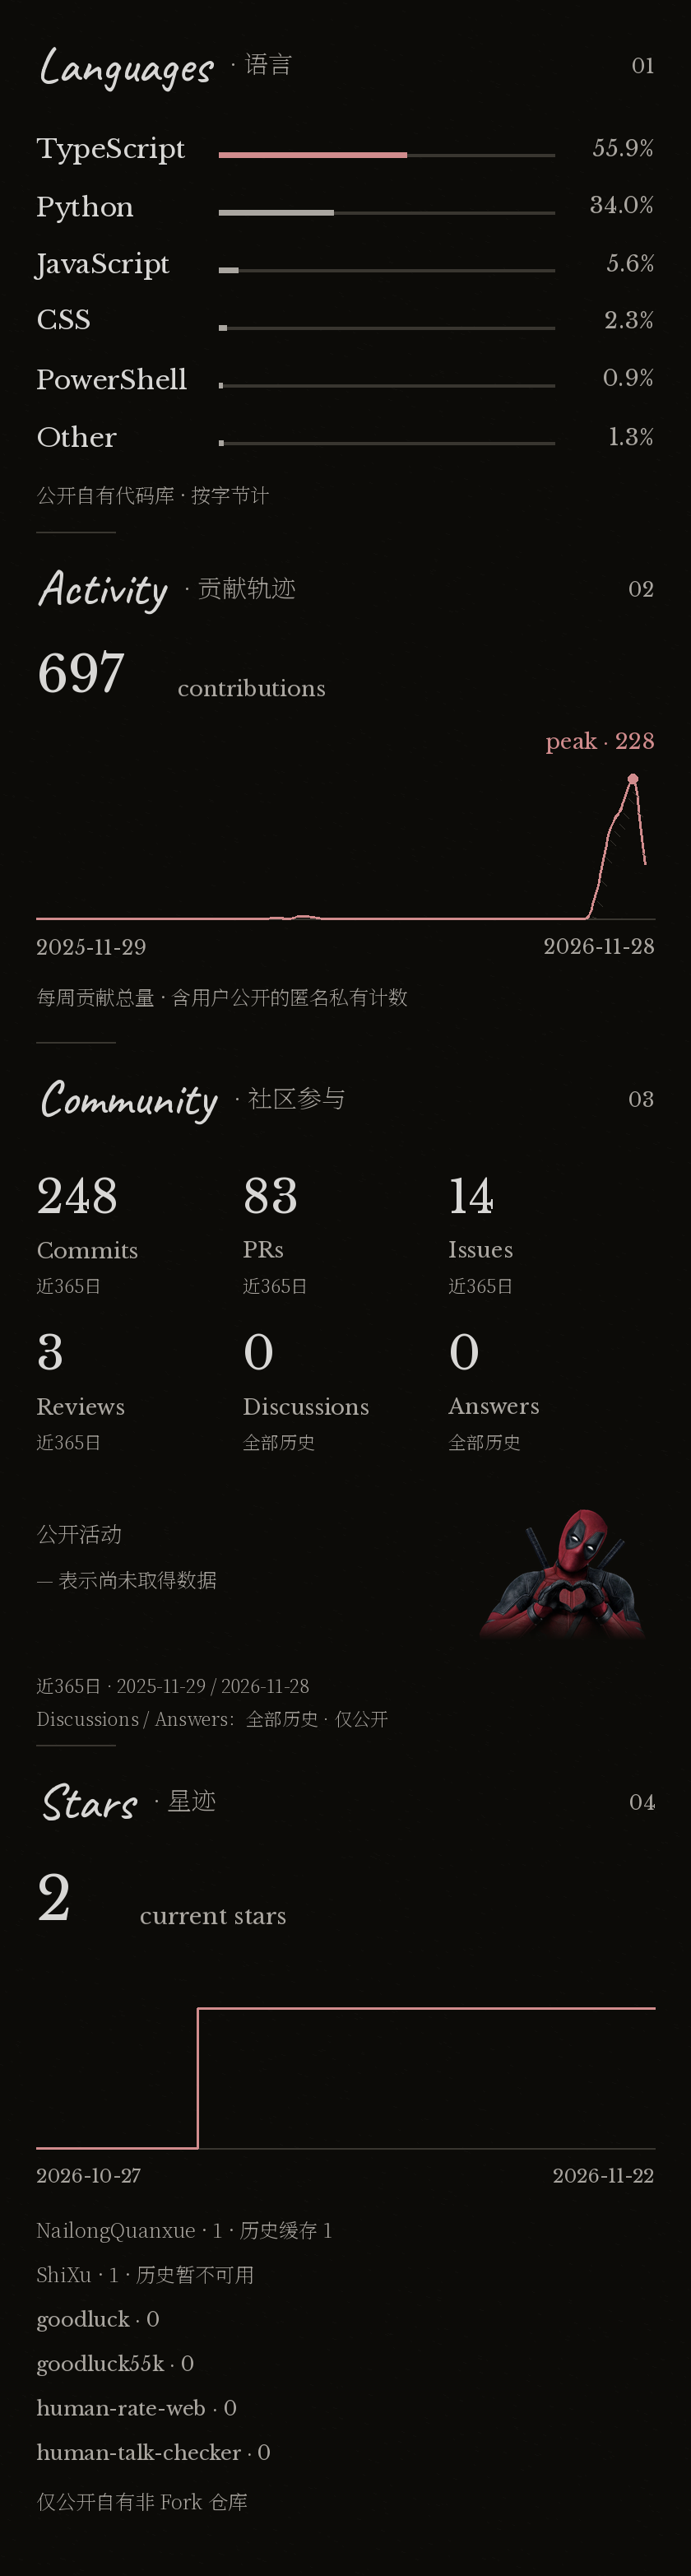 Languages · 语言 01
TypeScript 55.9%
Python 34.0%
JavaScript 5.6%
CSS 2.3%
PowerShell 0.9%
Other 1.3%
公开自有代码库 · 按字节计
Activity · 贡献轨迹 02
697 contributions
peak · 228
2025-11-29 2026-11-28
每周贡献总量 · 含用户公开的匿名私有计数
Community · 社区参与 03
248 83 14
Commits PRs Issues
近365日 近365日 近365日
3 0 0
Reviews Discussions Answers
近365日 全部历史 全部历史
公开活动
— 表示尚未取得数据
近365日 · 2025-11-29 / 2026-11-28
Discussions / Answers：全部历史 · 仅公开
Stars · 星迹 04
2 current stars
2026-10-27 2026-11-22
NailongQuanxue · 1 · 历史缓存 1
ShiXu · 1 · 历史暂不可用
goodluck · 0
goodluck55k · 0
human-rate-web · 0
human-talk-checker · 0
仅公开自有非 Fork 仓库